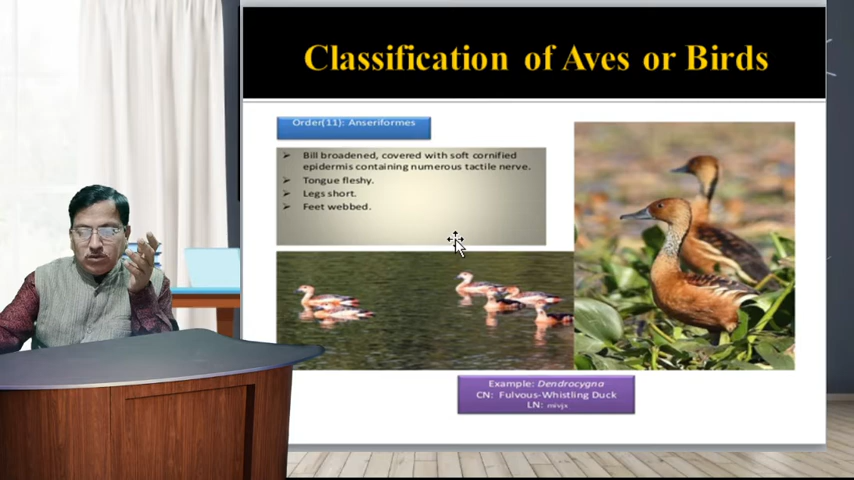 Classification of Aves or Birds
Order(11): Anseriformes
➢ Bill broadened, covered with soft cornified
epidermis containing numerous tactile nerve.
➢ Tongue fleshy.
➢ Legs short.
➢ Feet webbed.
Example: Dendrocygna
CN: Fulvous-Whistling Duck
LN: